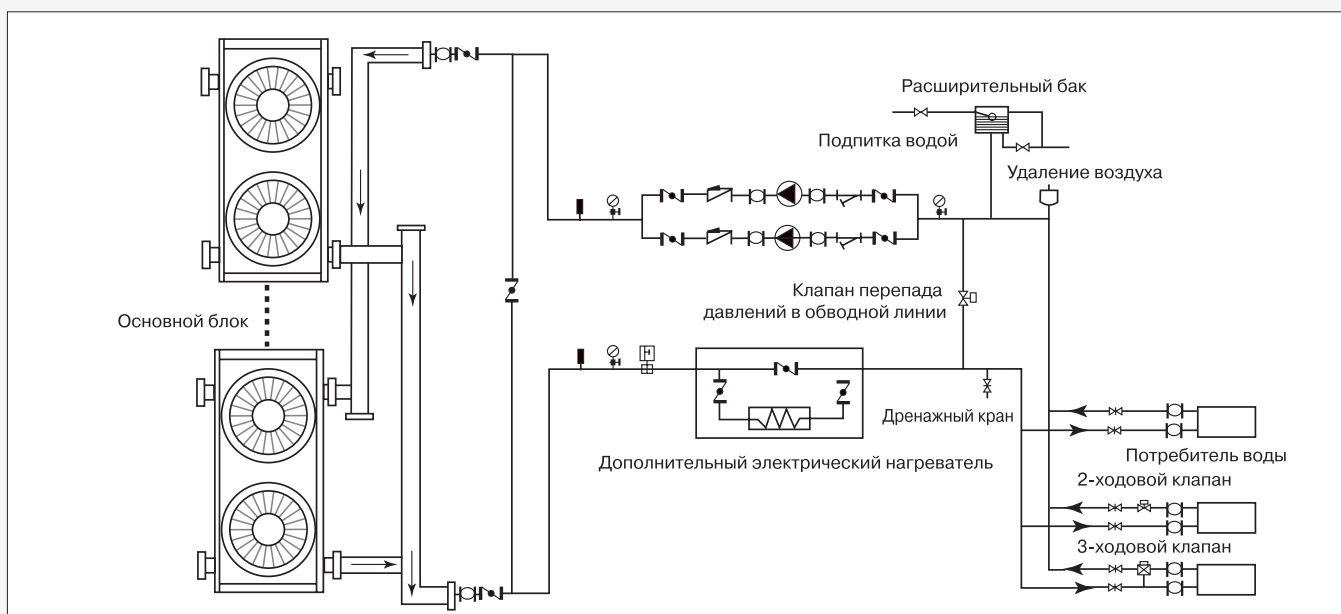 Расширительный бак
Подпитка водой
Удаление воздуха
Клапан перепада
давлений в обводной линии
Основной блок
Дренажный кран
Дополнительный электрический нагреватель
Потребитель воды
2-ходовой клапан
3-ходовой клапан